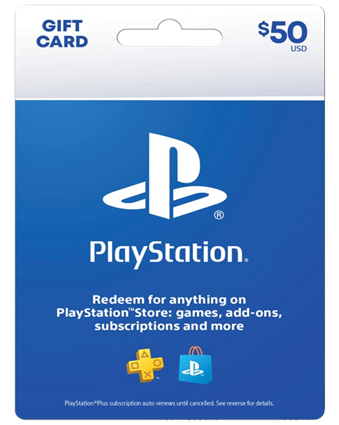 GIFT
CARD
$50
USD
PlayStation®
Redeem for anything on
PlayStation™Store: games, add-ons,
subscriptions and more
PlayStation®Plus subscription auto-renews until cancelled. See reverse for details.